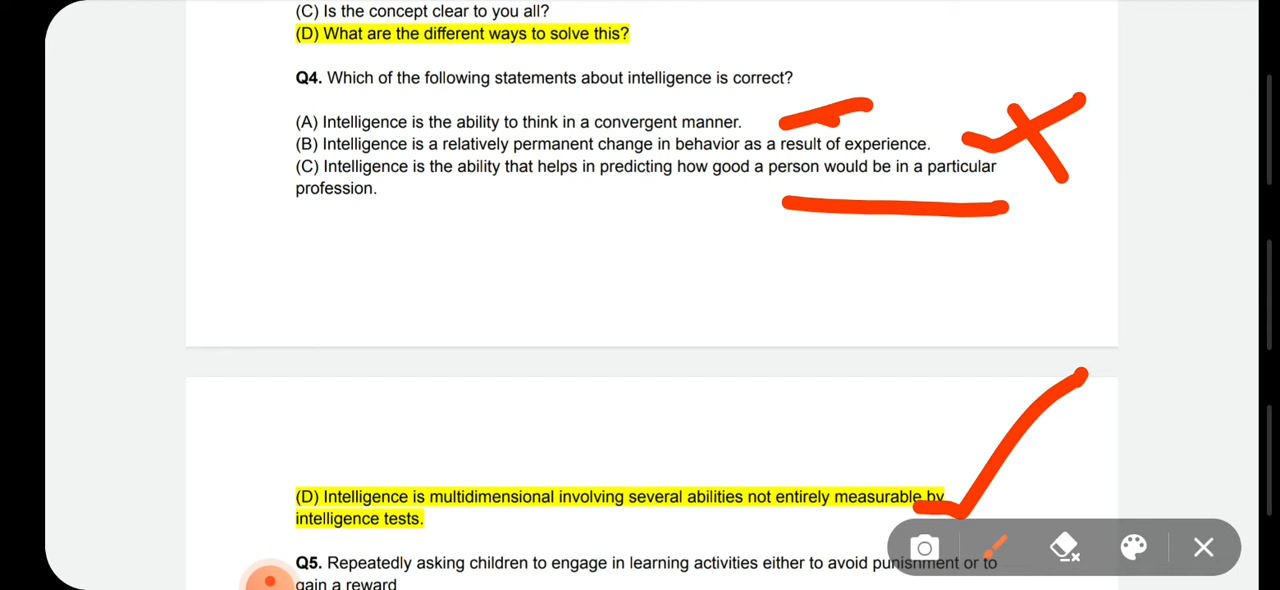 (C) Is the concept clear to you all?
(D) What are the different ways to solve this?
Q4. Which of the following statements about intelligence is correct?
(A) Intelligence is the ability to think in a convergent manner.
(B) Intelligence is a relatively permanent change in behavior as a result of experience.
(C) Intelligence is the ability that helps in predicting how good a person would be in a particular
profession.
(D) Intelligence is multidimensional involving several abilities not entirely measurable by
intelligence tests.
Q5. Repeatedly asking children to engage in learning activities either to avoid punishment or to
gain a reward